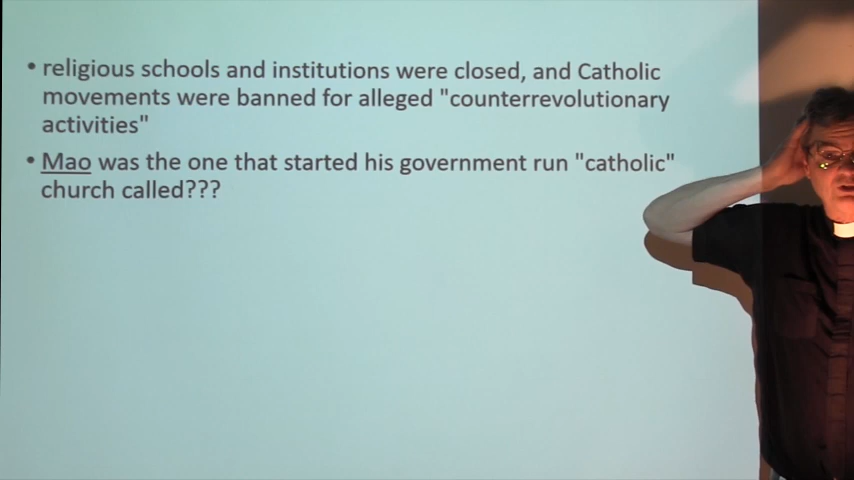 • religious schools and institutions were closed, and Catholic
movements were banned for alleged "counterrevolutionary
activities"
• Mao was the one that started his government run "catholic"
church called???